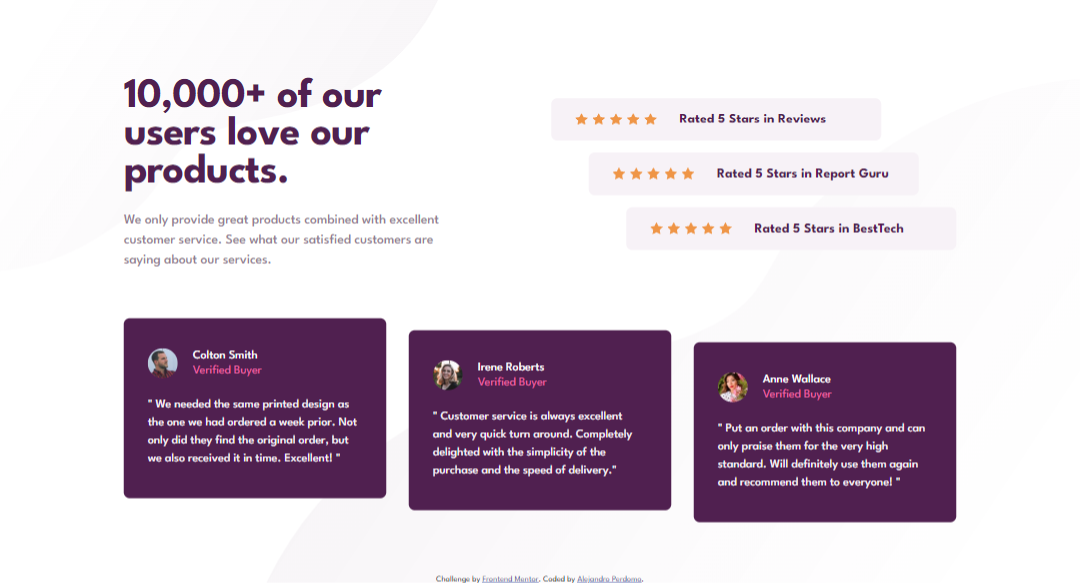 10,000+ of our
users love our
products.
We only provide great products combined with excellent
customer service. See what our satisfied customers are
saying about our services.
Rated 5 Stars in Reviews
Rated 5 Stars in Report Guru
Rated 5 Stars in BestTech
Colton Smith
Verified Buyer
" We needed the same printed design as
the one we had ordered a week prior. Not
only did they find the original order, but
we also received it in time. Excellent! "
Irene Roberts
Verified Buyer
" Customer service is always excellent
and very quick turn around. Completely
delighted with the simplicity of the
purchase and the speed of delivery."
Anne Wallace
Verified Buyer
" Put an order with this company and can
only praise them for the very high
standard. Will definitely use them again
and recommend them to everyone! "
Challenge by Frontend Mentor. Coded by Alejandro Perdomo.